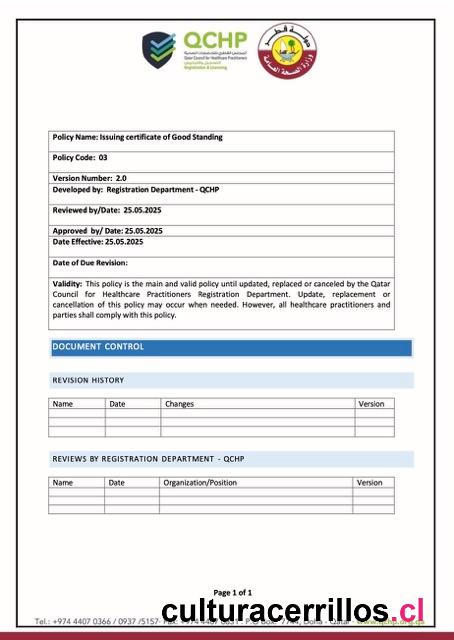 QCHP
Qatar Council for Healthcare Practitioners
Registration & Licensing
دولة قطر
وزارة الصحة العامة
Policy Name: Issuing certificate of Good Standing
Policy Code: 03
Version Number: 2.0
Developed by: Registration Department - QCHP
Reviewed by/Date: 25.05.2025
Approved by/ Date: 25.05.2025
Date Effective: 25.05.2025
Date of Due Revision:
Validity: This policy is the main and valid policy until updated, replaced or canceled by the Qatar
Council for Healthcare Practitioners Registration Department. Update, replacement or
cancellation of this policy may occur when needed. However, all healthcare practitioners and
parties shall comply with this policy.
DOCUMENT CONTROL
REVISION HISTORY
Name Date Changes Version
REVIEWS BY REGISTRATION DEPARTMENT - QCHP
Name Date Organization/Position Version
Page 1 of 1
culturacerrillos.cl
Tel.: +974 4407 0366 / 0937 /5157- Fax: +974 4407 0831 . P.O Box: 7744, Doha - Qatar - www.qchp.org.qa